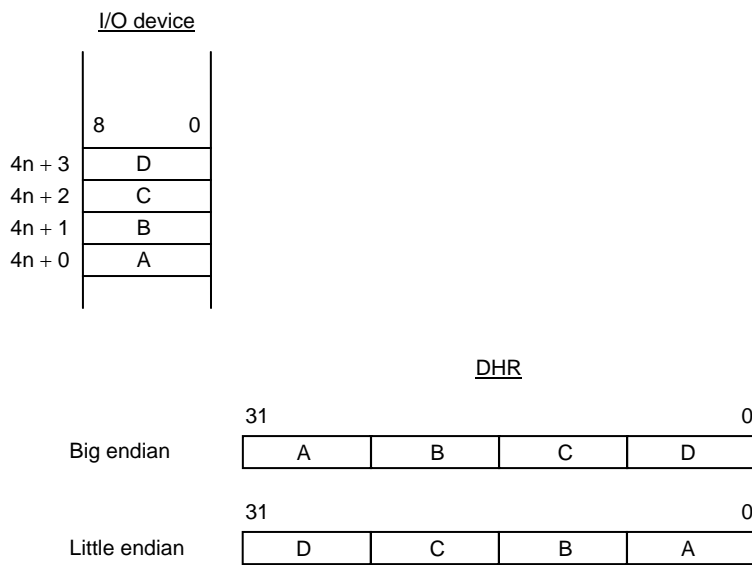 I/O device
8 0
4n + 3 D
4n + 2 C
4n + 1 B
4n + 0 A
DHR
31 0
Big endian A B C D
31 0
Little endian D C B A